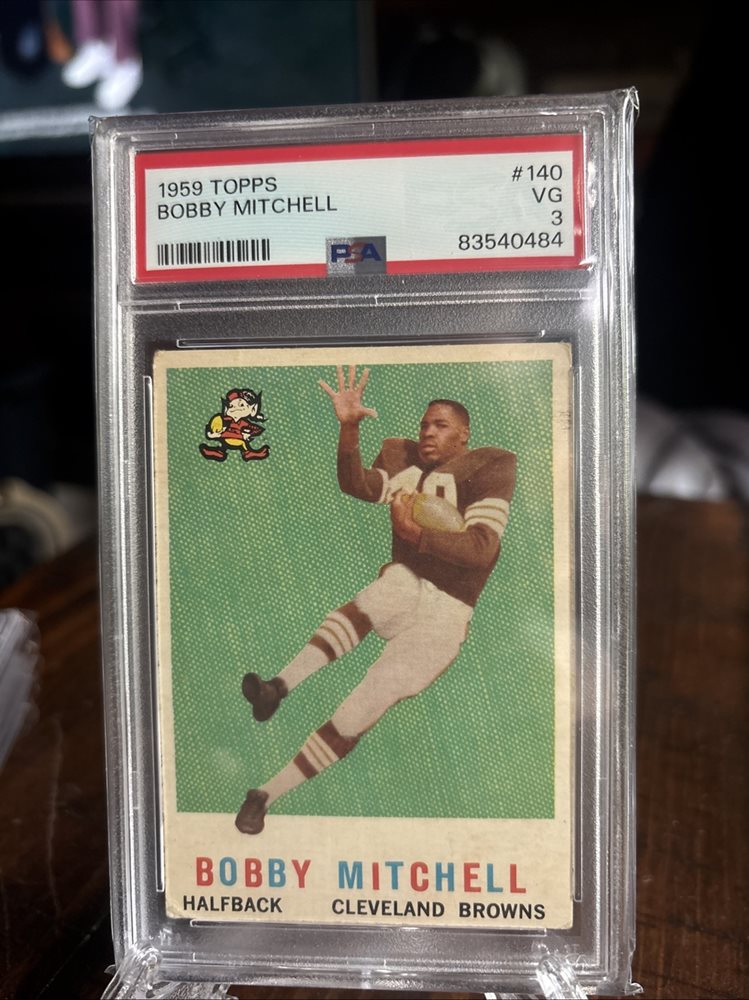 1959 TOPPS #140
BOBBY MITCHELL VG
3
PSA 83540484
BOBBY MITCHELL
HALFBACK CLEVELAND BROWNS